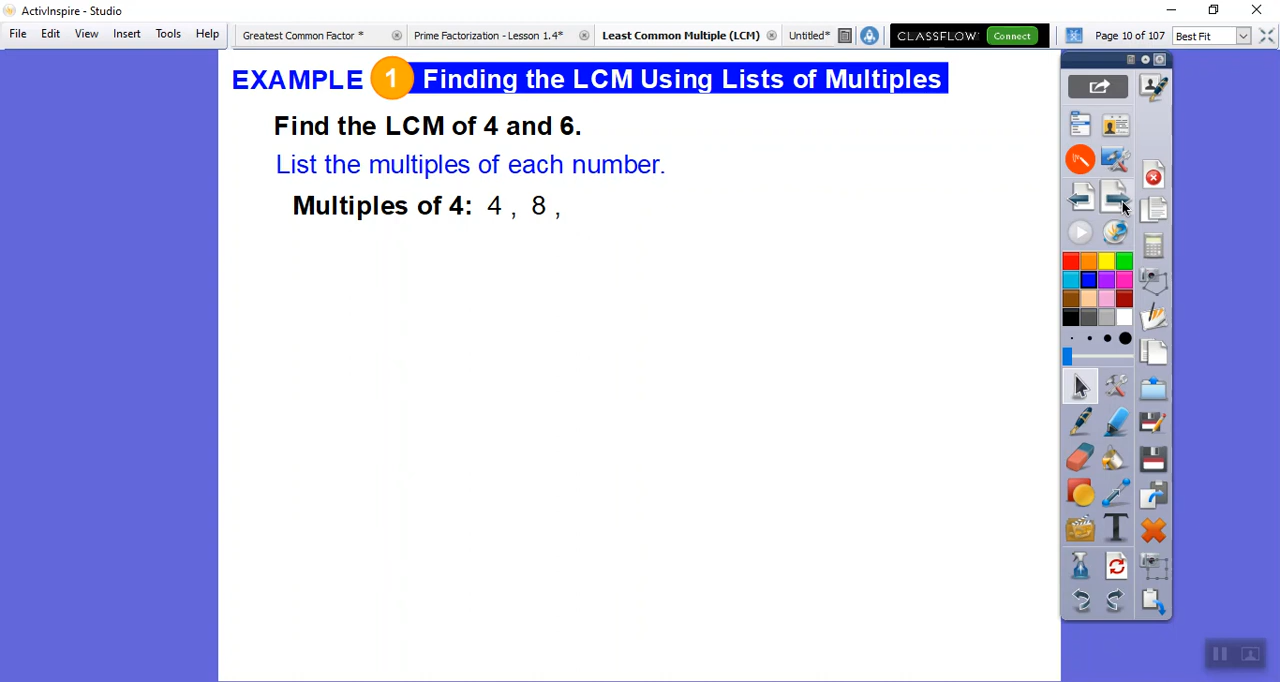 ActivInspire - Studio
File Edit View Insert Tools Help
Greatest Common Factor * Prime Factorization - Lesson 1.4* Least Common Multiple (LCM) Untitled* CLASSFLOW Connect Page 10 of 107 Best Fit
EXAMPLE 1 Finding the LCM Using Lists of Multiples
Find the LCM of 4 and 6.
List the multiples of each number.
Multiples of 4: 4 , 8 ,